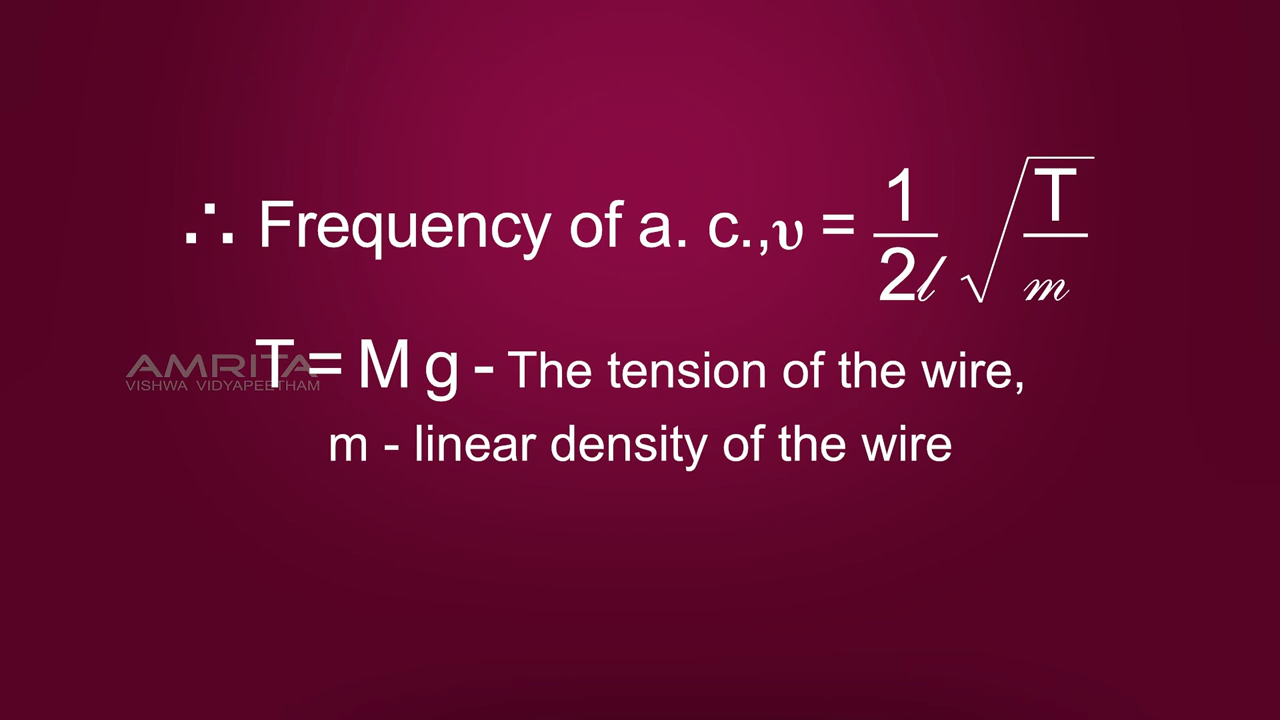 ∴ Frequency of a. c.,υ = 1/2l √T/m
AMRITA
VISHWA VIDYAPEETHAM
T = M g - The tension of the wire,
m - linear density of the wire